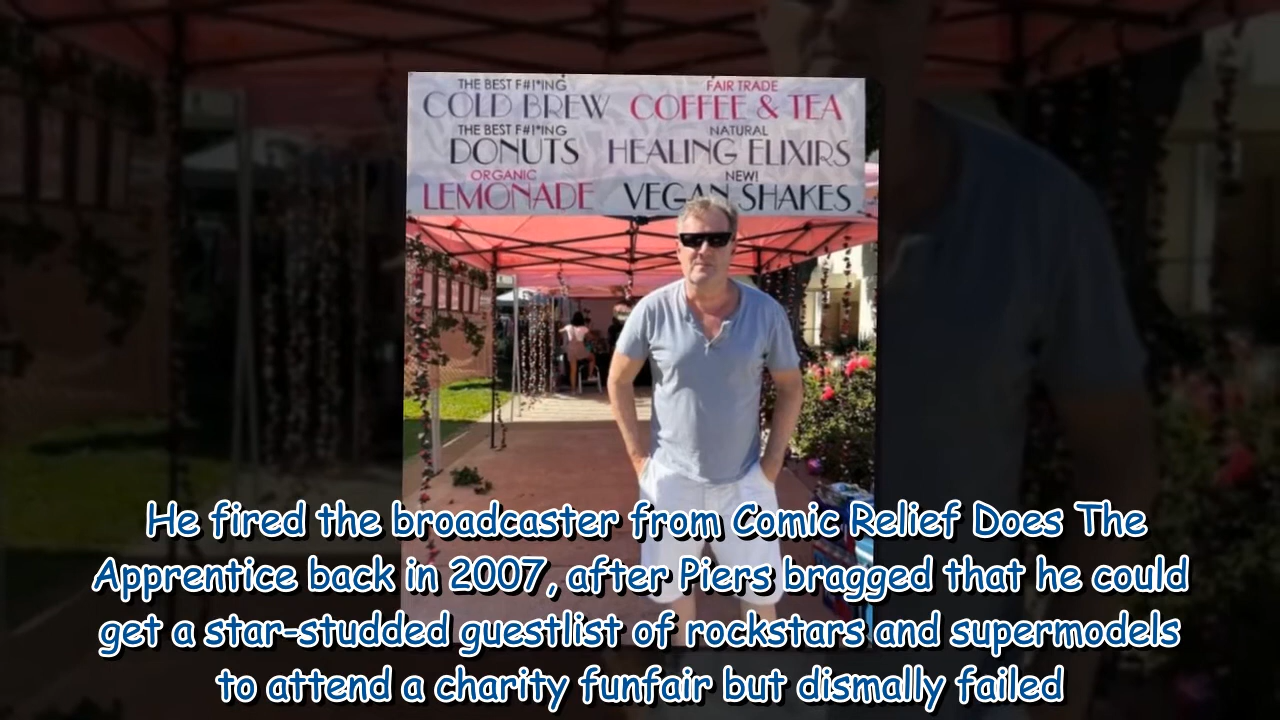 THE BEST F#!*ING
COLD BREW
THE BEST F#!*ING
DONUTS
ORGANIC
LEMONADE
FAIR TRADE
COFFEE & TEA
NATURAL
HEALING ELIXIRS
NEW!
VEGAN SHAKES
He fired the broadcaster from Comic Relief Does The
Apprentice back in 2007, after Piers bragged that he could
get a star-studded guestlist of rockstars and supermodels
to attend a charity funfair but dismally failed